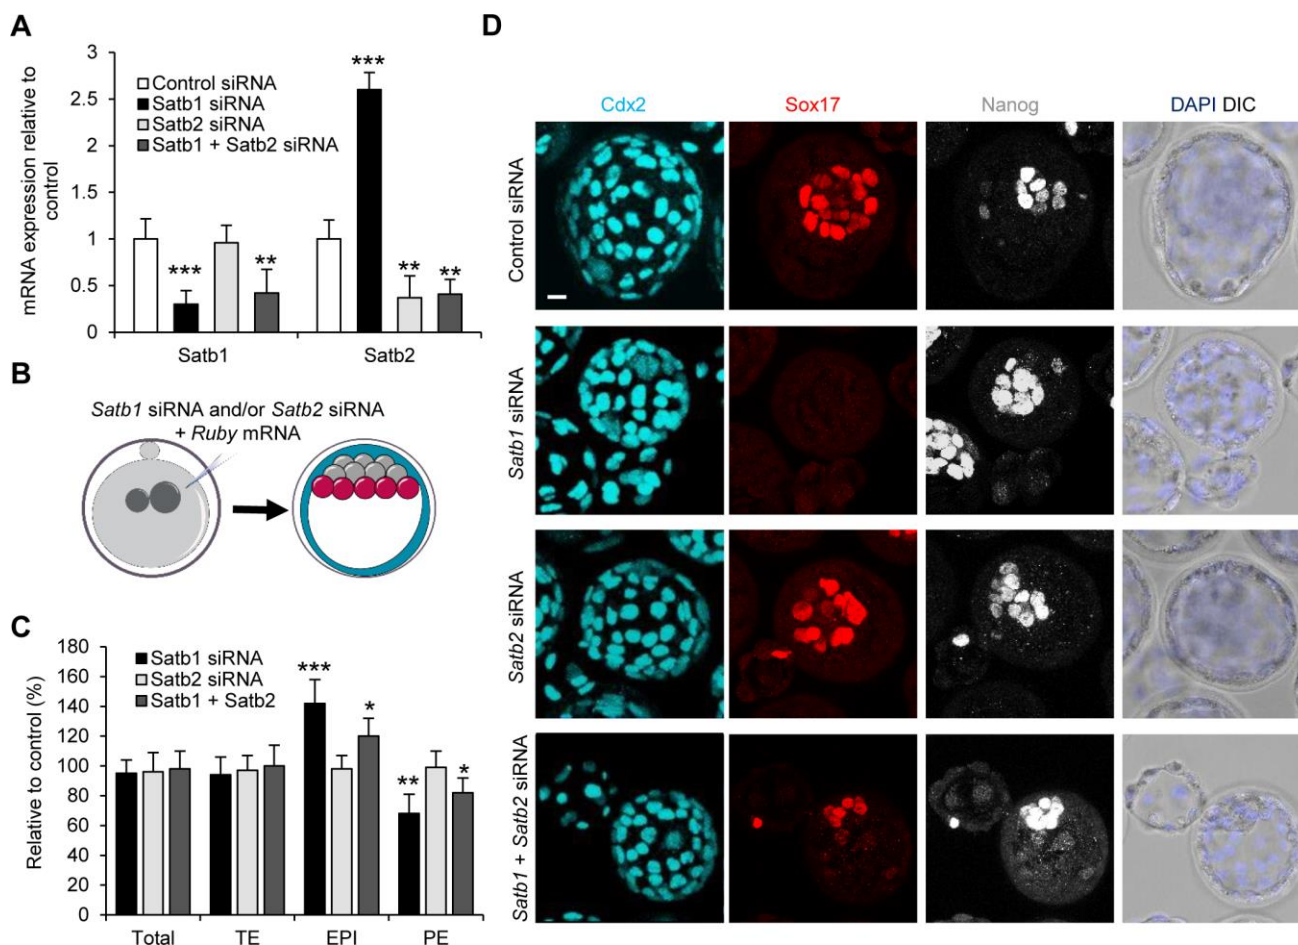 A
mRNA expression relative to
control
3
2.5
2
1.5
1
0.5
0
Control siRNA
Satb1 siRNA
Satb2 siRNA
Satb1 + Satb2 siRNA
***
**
***
**
**
Satb1
Satb2
B
Satb1 siRNA and/or Satb2 siRNA
+ Ruby mRNA
C
Relative to control (%)
180
160
140
120
100
80
60
40
20
0
Satb1 siRNA
Satb2 siRNA
Satb1 + Satb2
***
*
**
*
Total
TE
EPI
PE
D
Cdx2
Sox17
Nanog
DAPI DIC
Control siRNA
Satb1 siRNA
Satb2 siRNA
Satb1 + Satb2 siRNA